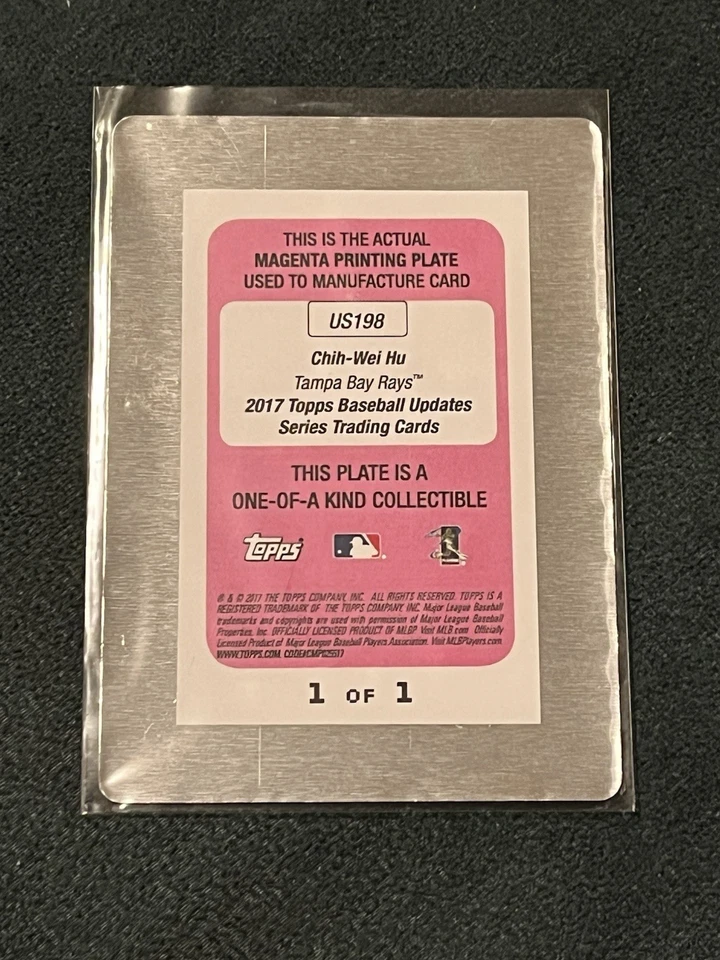 THIS IS THE ACTUAL
MAGENTA PRINTING PLATE
USED TO MANUFACTURE CARD
US198
Chih-Wei Hu
Tampa Bay Rays™
2017 Topps Baseball Updates
Series Trading Cards
THIS PLATE IS A
ONE-OF-A KIND COLLECTIBLE
topps
1
® & © 2017 THE TOPPS COMPANY, INC. ALL RIGHTS RESERVED. TOPPS IS A
REGISTERED TRADEMARK OF THE TOPPS COMPANY, INC. Major League Baseball
trademarks and copyrights are used with permission of Major League Baseball
Properties, Inc. OFFICIALLY LICENSED PRODUCT OF MLBP Visit MLB.com Officially
Licensed Product of Major League Baseball Players Association. Visit MLBPlayers.com
WWW.TOPPS.COM
1 OF 1